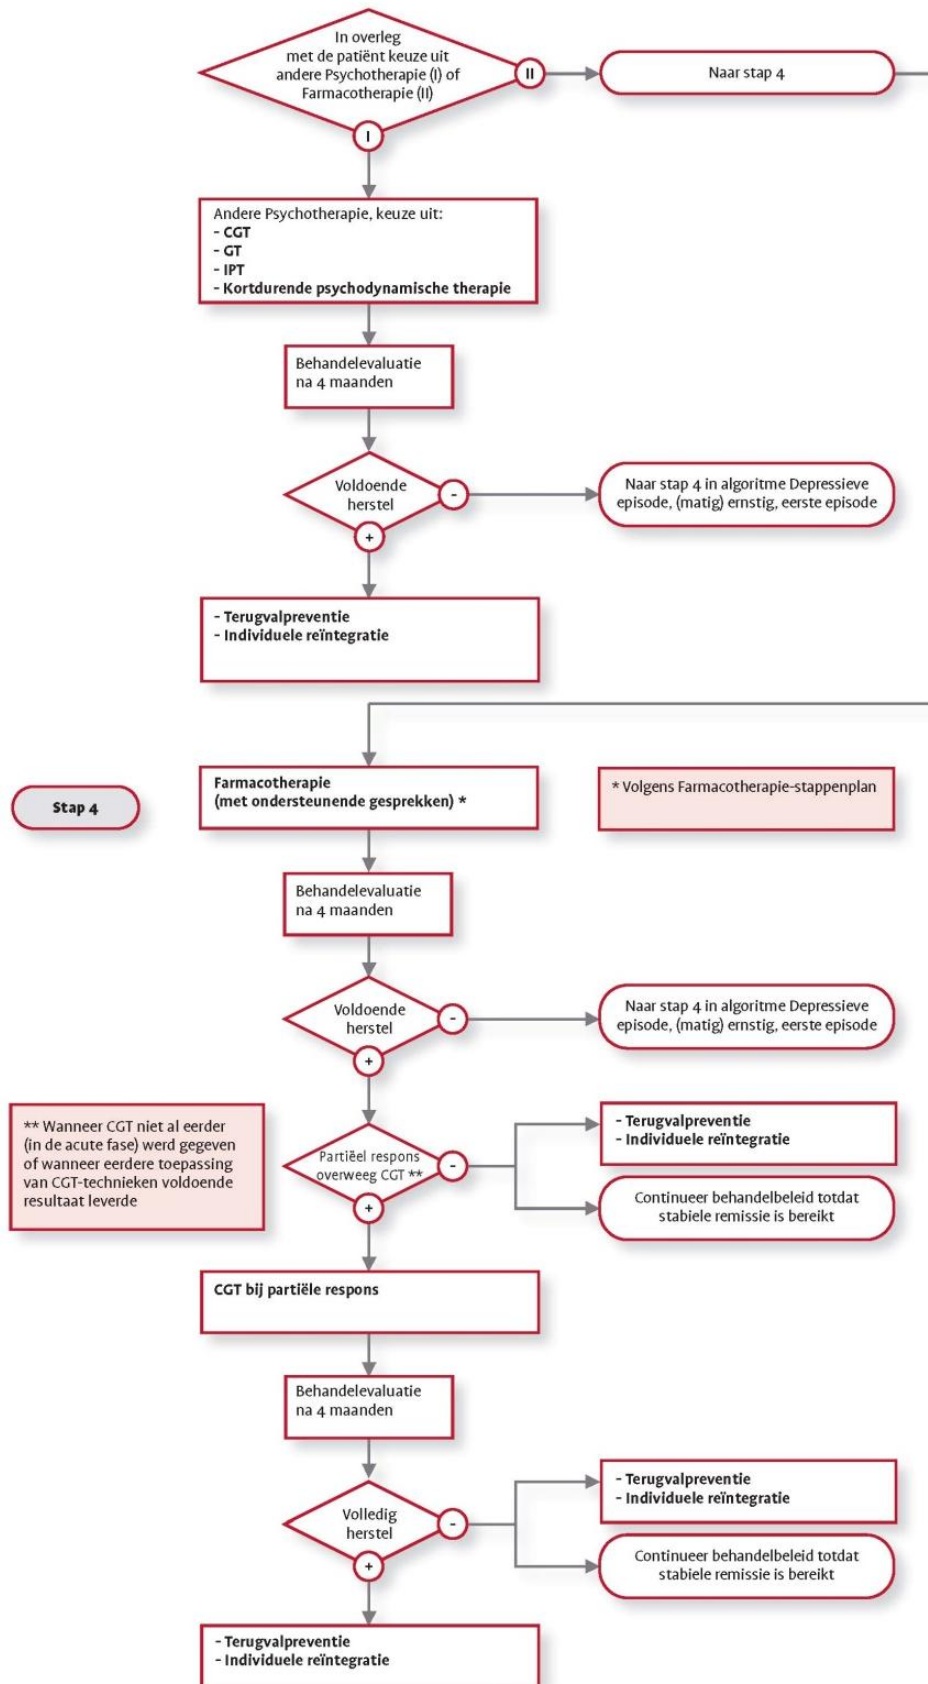 In overleg
met de patiënt keuze uit
andere Psychotherapie (I) of
Farmacotherapie (II)
II
Naar stap 4
I
Andere Psychotherapie, keuze uit:
- CGT
- GT
- IPT
- Kortdurende psychodynamische therapie
Behandelevaluatie
na 4 maanden
Voldoende
herstel
-
Naar stap 4 in algoritme Depressieve
episode, (matig) ernstig, eerste episode
+
- Terugvalpreventie
- Individuele reïntegratie
Stap 4
Farmacotherapie
(met ondersteunende gesprekken) *
* Volgens Farmacotherapie-stappenplan
Behandelevaluatie
na 4 maanden
Voldoende
herstel
-
Naar stap 4 in algoritme Depressieve
episode, (matig) ernstig, eerste episode
+
** Wanneer CGT niet al eerder
(in de acute fase) werd gegeven
of wanneer eerdere toepassing
van CGT-technieken voldoende
resultaat leverde
Partiëel respons
overweeg CGT **
-
- Terugvalpreventie
- Individuele reïntegratie
Continueer behandelbeleid totdat
stabiele remissie is bereikt
+
CGT bij partiële respons
Behandelevaluatie
na 4 maanden
Volledig
herstel
-
- Terugvalpreventie
- Individuele reïntegratie
Continueer behandelbeleid totdat
stabiele remissie is bereikt
+
- Terugvalpreventie
- Individuele reïntegratie